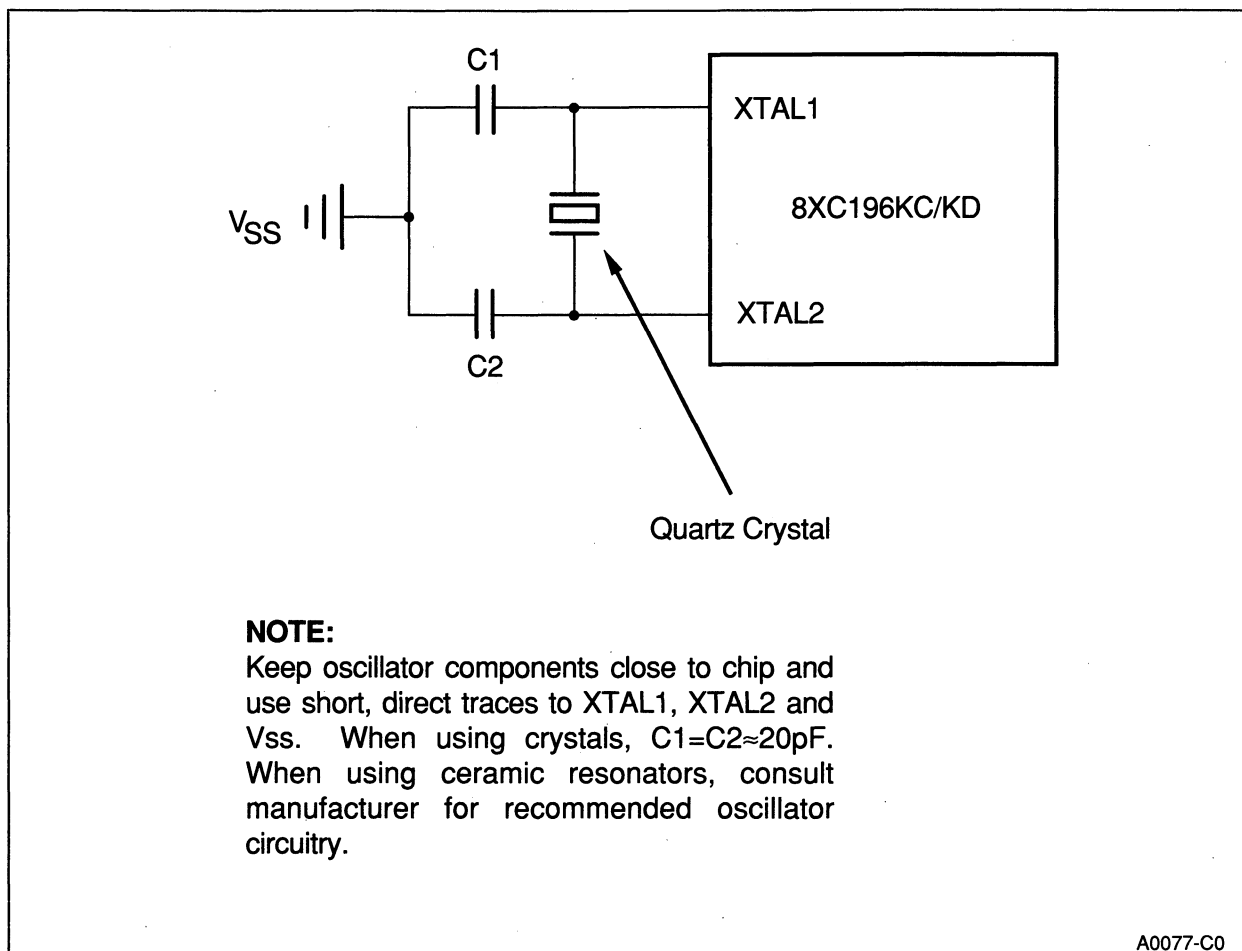 C1
XTAL1
8XC196KC/KD
VSS
XTAL2
C2
Quartz Crystal
NOTE:
Keep oscillator components close to chip and
use short, direct traces to XTAL1, XTAL2 and
Vss. When using crystals, C1=C2≈20pF.
When using ceramic resonators, consult
manufacturer for recommended oscillator
circuitry.
A0077-C0